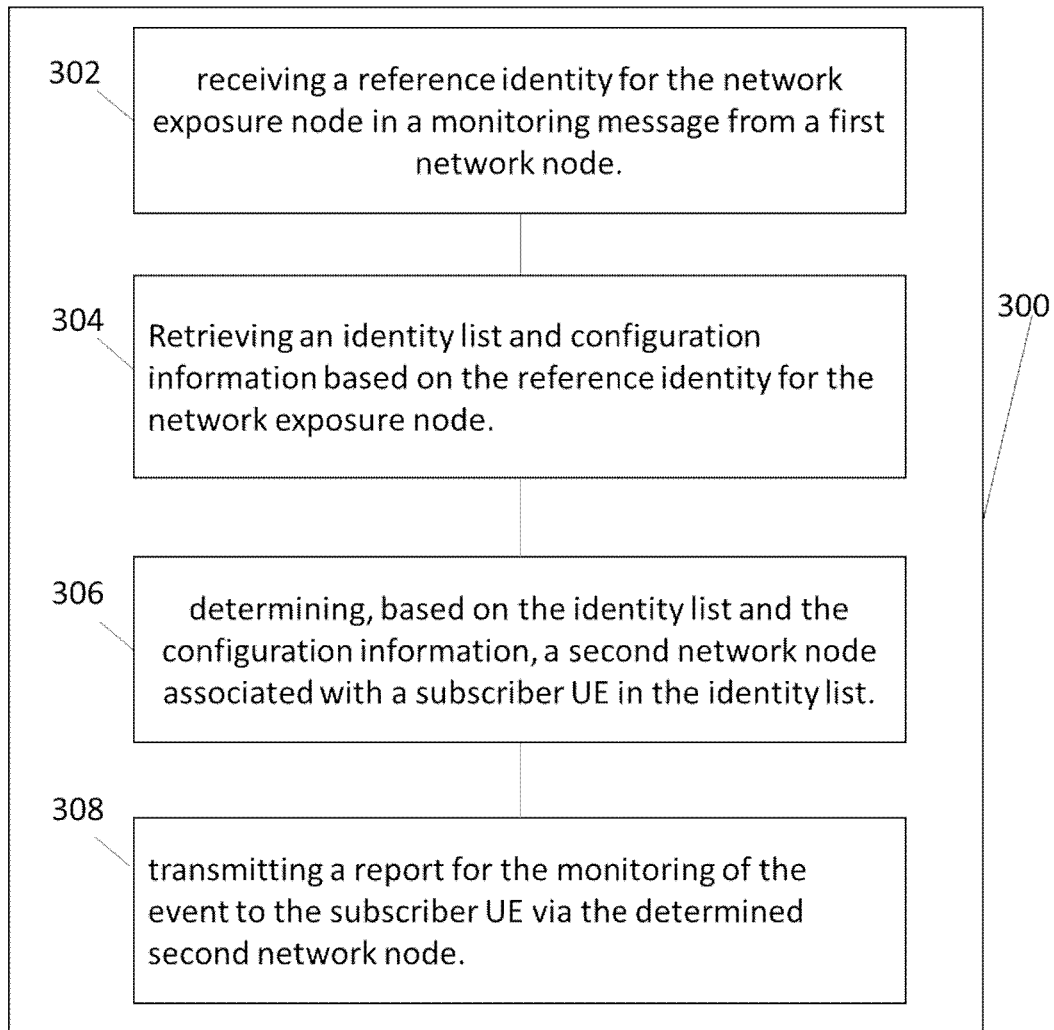 302
receiving a reference identity for the network
exposure node in a monitoring message from a first
network node.
304
Retrieving an identity list and configuration
information based on the reference identity for the
network exposure node.
300
306
determining, based on the identity list and the
configuration information, a second network node
associated with a subscriber UE in the identity list.
308
transmitting a report for the monitoring of the
event to the subscriber UE via the determined
second network node.